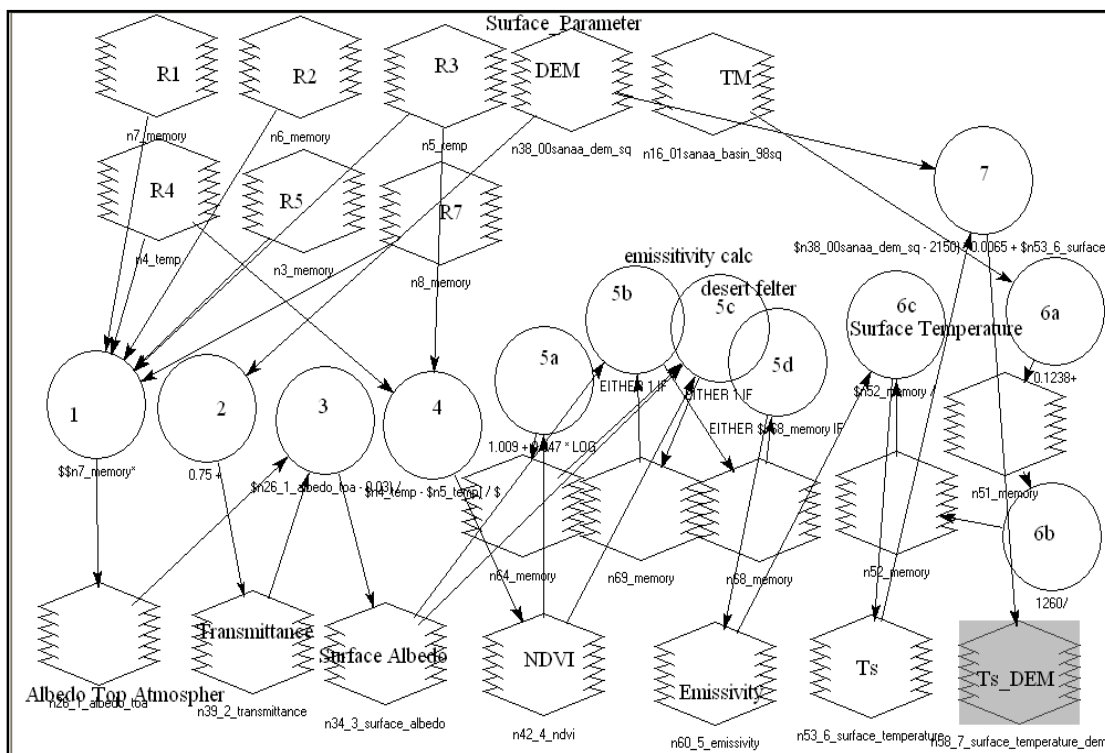 Surface_Parameter
R1
R2
R3
DEM
TM
n7_memory
n6_memory
n5_temp
n38_00sanaa_dem_sq
n16_01sanaa_basin_98sq
R4
R5
R7
7
n4_temp
n3_memory
n8_memory
$n38_00sanaa_dem_sq - 2150) * 0.0065 + $n53_6_surface
emissitivity calc
desert felter
5b
5c
6c
6a
Surface Temperature
5a
5d
1
2
3
4
EITHER 1 IF
EITHER 1 IF
$n52_memory /
0.1238+
EITHER $n68_memory IF
1.009 + 0.047 * LOG
$$n7_memory*
0.75 +
$n26_1_albedo_toa - 0.03) /
$n4_temp - $n5_temp) / $
n51_memory
6b
n64_memory
n69_memory
n68_memory
n52_memory
1260/
Transmittance
Surface Albedo
NDVI
Emissivity
Ts
Ts_DEM
Albedo Top Atmospher
n26_1_albedo_toa
n39_2_transmittance
n34_3_surface_albedo
n42_4_ndvi
n60_5_emissivity
n53_6_surface_temperature
n58_7_surface_temperature_dem